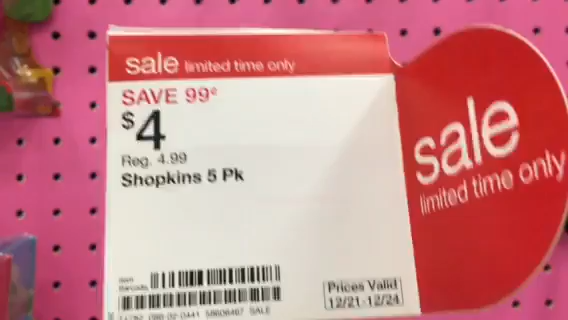 sale limited time only
SAVE 99¢
$4
Reg. 4.99
Shopkins 5 Pk
sale
limited time only
Prices Valid
12/21-12/24
SALE